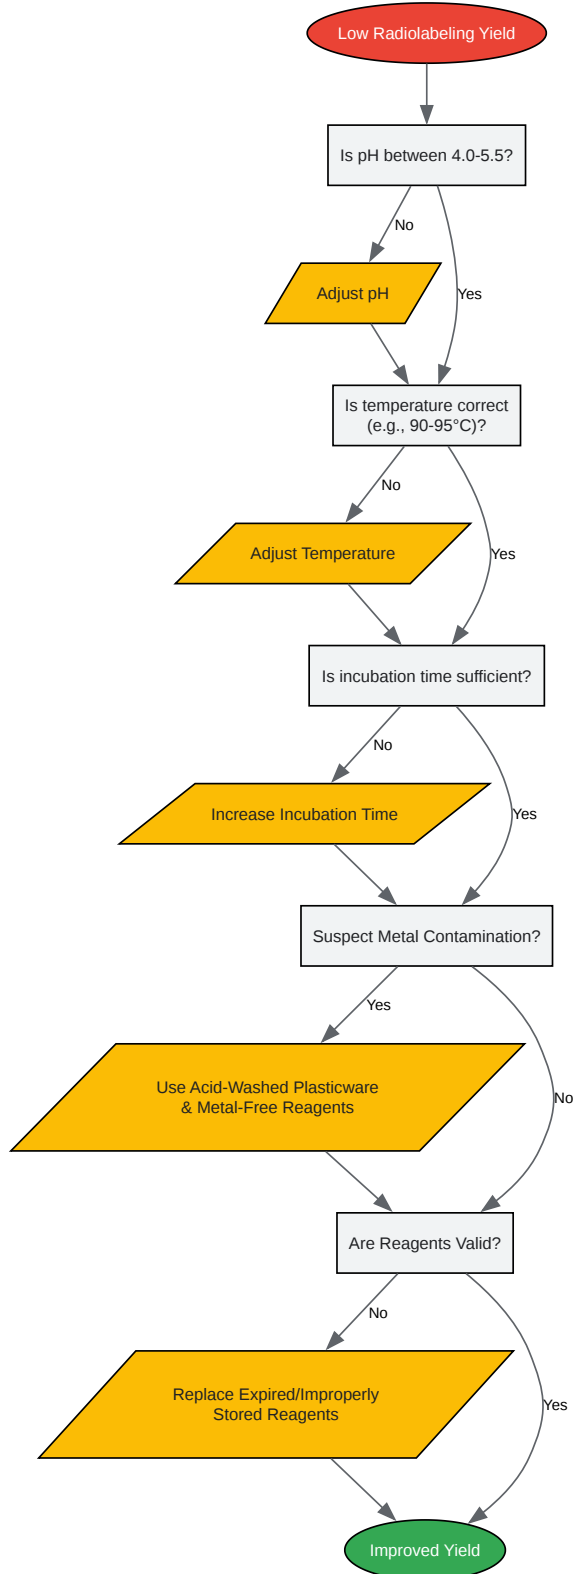 Low Radiolabeling Yield
Is pH between 4.0-5.5?
No
Adjust pH
Yes
Is temperature correct
(e.g., 90-95°C)?
No
Adjust Temperature
Yes
Is incubation time sufficient?
No
Increase Incubation Time
Yes
Suspect Metal Contamination?
Yes
Use Acid-Washed Plasticware
& Metal-Free Reagents
No
Are Reagents Valid?
No
Replace Expired/Improperly
Stored Reagents
Yes
Improved Yield